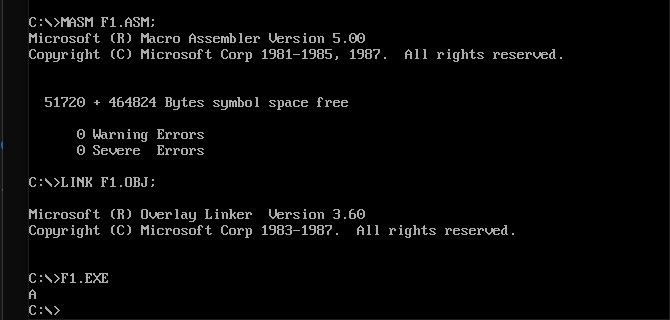 C:\>MASM F1.ASM;
Microsoft (R) Macro Assembler Version 5.00
Copyright (C) Microsoft Corp 1981-1985, 1987.  All rights reserved.
51720 + 464824 Bytes symbol space free
0 Warning Errors
0 Severe  Errors
C:\>LINK F1.OBJ;
Microsoft (R) Overlay Linker  Version 3.60
Copyright (C) Microsoft Corp 1983-1987.  All rights reserved.
C:\>F1.EXE
A
C:\>